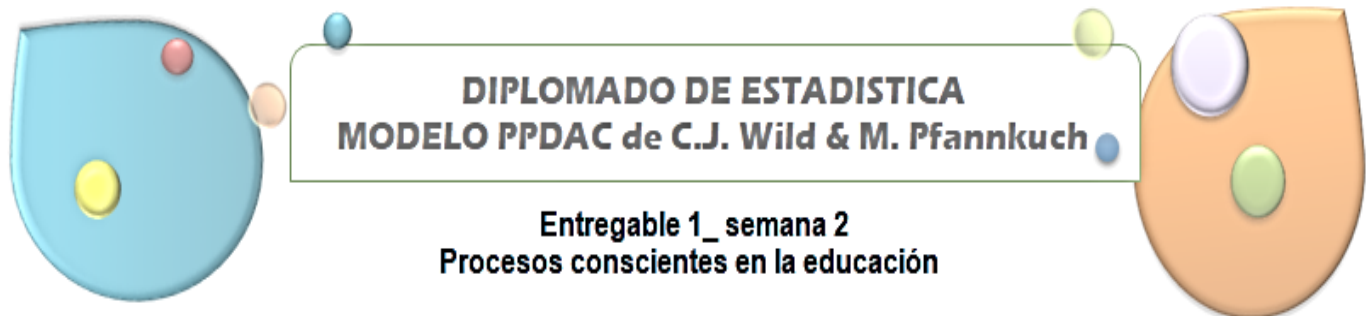 DIPLOMADO DE ESTADISTICA
MODELO PPDAC de C.J. Wild & M. Pfannkuch
Entregable 1_ semana 2
Procesos conscientes en la educación